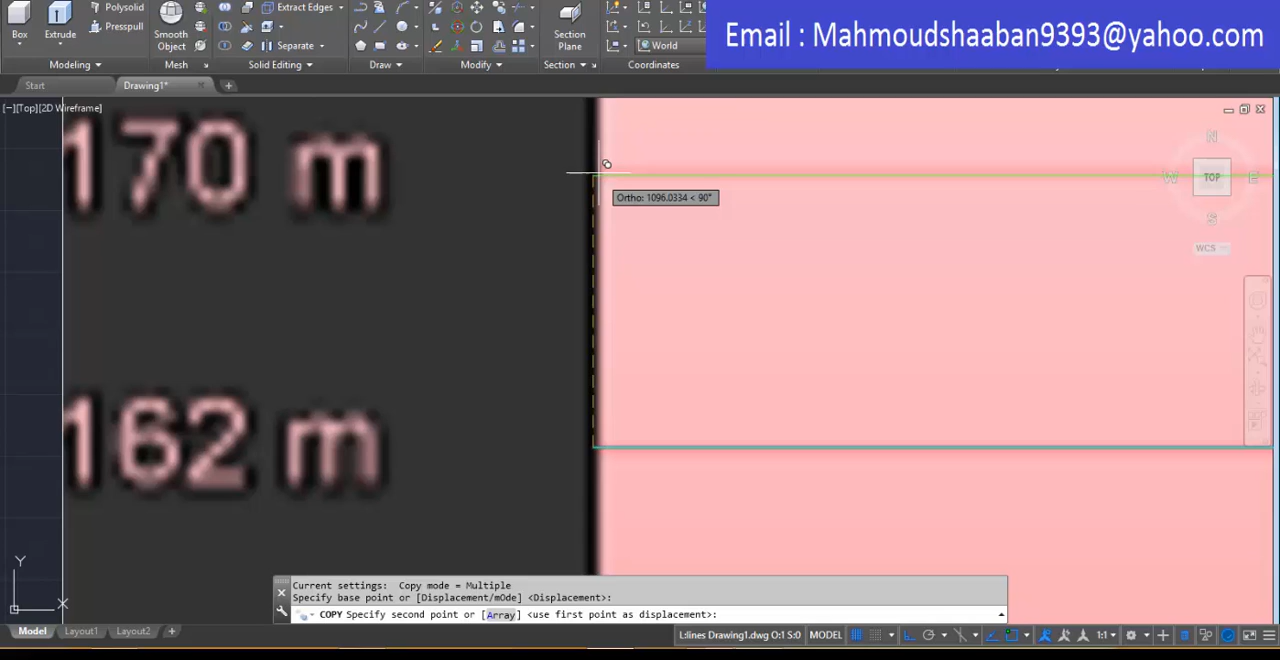 Email : Mahmoudshaaban9393@yahoo.com
Polysolid
Presspull
Extract Edges
Separate
Box
Extrude
Smooth
Object
Section
Plane
World
Modeling
Mesh
Solid Editing
Draw
Modify
Section
Coordinates
Start
Drawing1*
[−][Top][2D Wireframe]
170 m
162 m
Ortho: 1096.0334 < 90°
N
W
TOP
E
S
WCS
Y
X
Current settings:  Copy mode = Multiple
Specify base point or [Displacement/mOde] <Displacement>:
COPY Specify second point or [Array] <use first point as displacement>:
Model
Layout1
Layout2
L:lines Drawing1.dwg O:1 S:0
MODEL
1:1